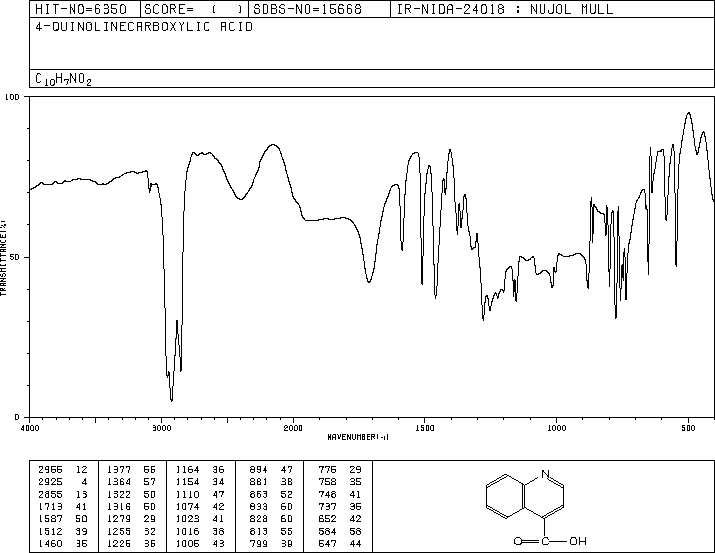 HIT-NO=6350 SCORE= ( ) SDBS-NO=15668 IR-NIDA-24018 : NUJOL MULL
4-QUINOLINECARBOXYLIC ACID
C10H7NO2
100
50
0
TRANSMITTANCE(%)
4000 3000 2000 1500 1000 500
WAVENUMBER(-1)
2956 12 1377 56 1164 36 894 47 776 29
2925 4 1364 57 1154 34 881 38 758 35
2855 13 1322 50 1110 47 863 52 748 41
1713 41 1316 50 1074 42 833 60 737 35
1587 50 1279 29 1023 41 828 60 652 42
1512 39 1255 32 1016 38 813 55 584 58
1460 35 1226 36 1005 43 799 39 547 44
N
O=C-OH